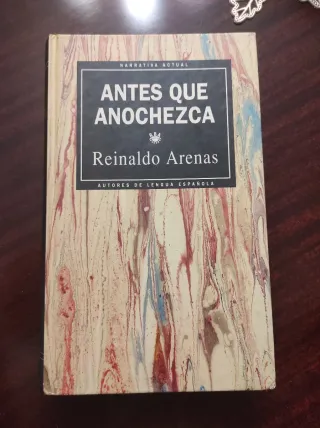 NARRATIVA ACTUAL
ANTES QUE
ANOCHEZCA
Reinaldo Arenas
AUTORES DE LENGUA ESPAÑOLA